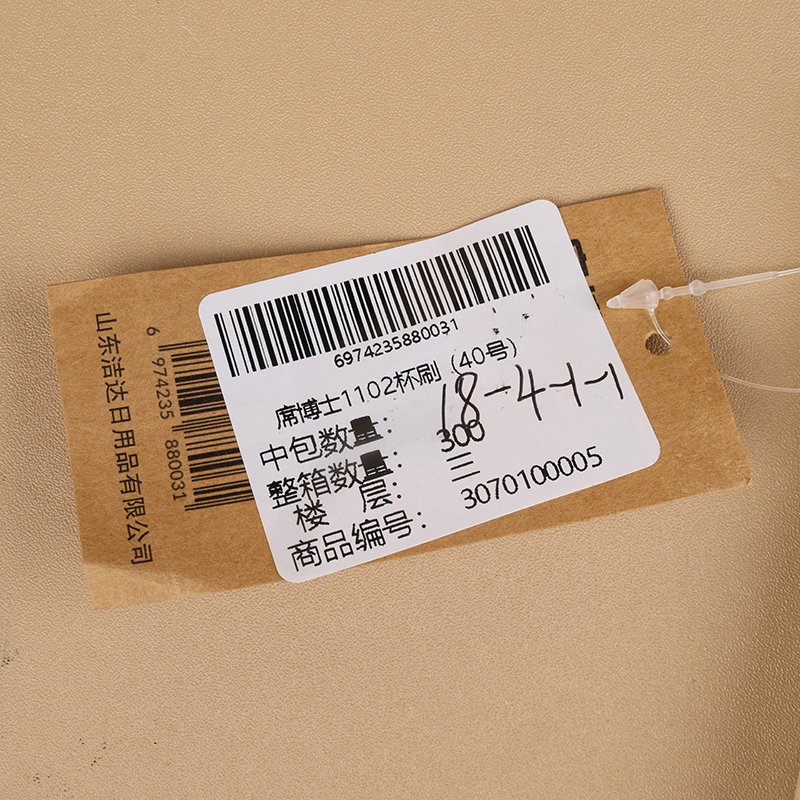 6974235880031
席博士1102杯刷(40号)
中包数量:
18-4-1-1
整箱数量: 300
楼 层: 三
商品编号: 3070100005
山东洁达日用品有限公司
6 974235 880031